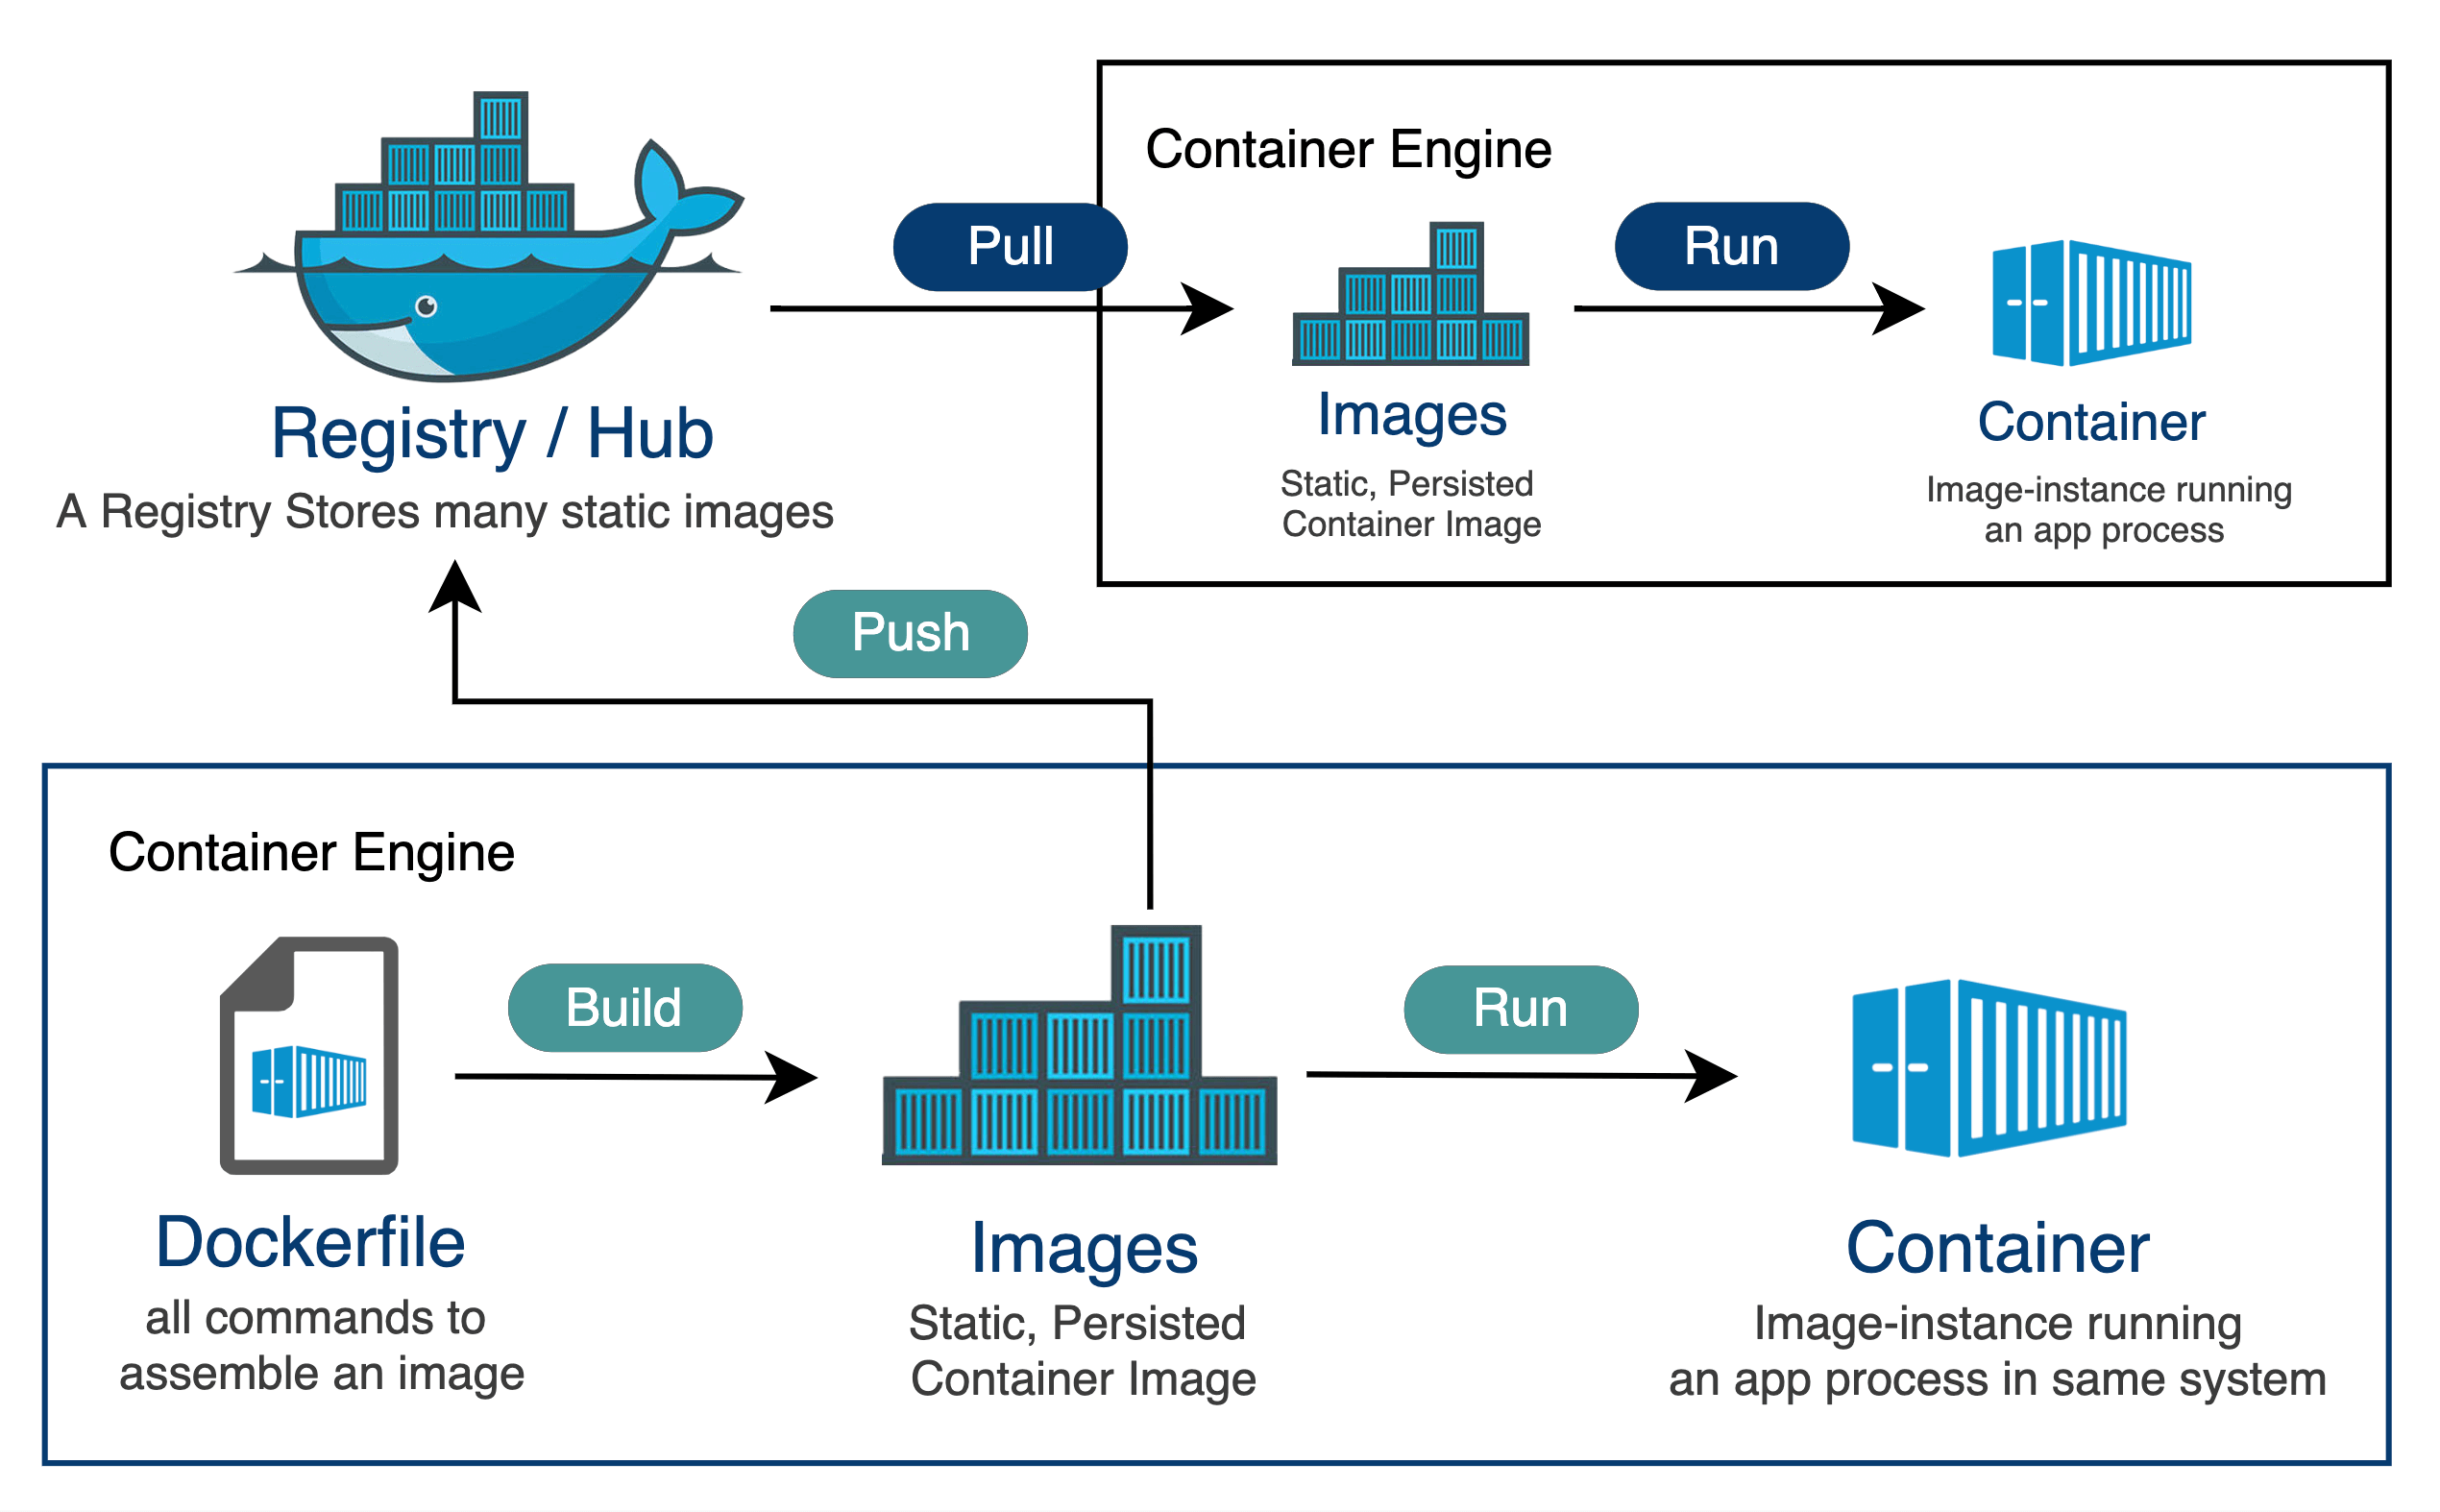 Container Engine
Pull
Run
Registry / Hub
A Registry Stores many static images
Images
Static, Persisted
Container Image
Container
Image-instance running
an app process
Push
Container Engine
Build
Run
Dockerfile
all commands to
assemble an image
Images
Static, Persisted
Container Image
Container
Image-instance running
an app process in same system